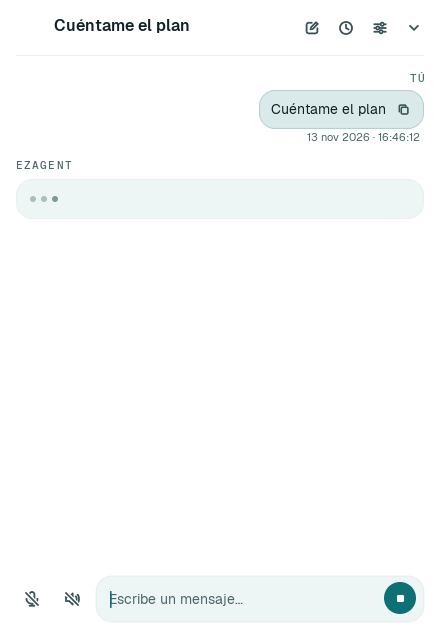 Cuéntame el plan
TÚ
Cuéntame el plan
13 nov 2026 · 16:46:12
EZAGENT
Escribe un mensaje...